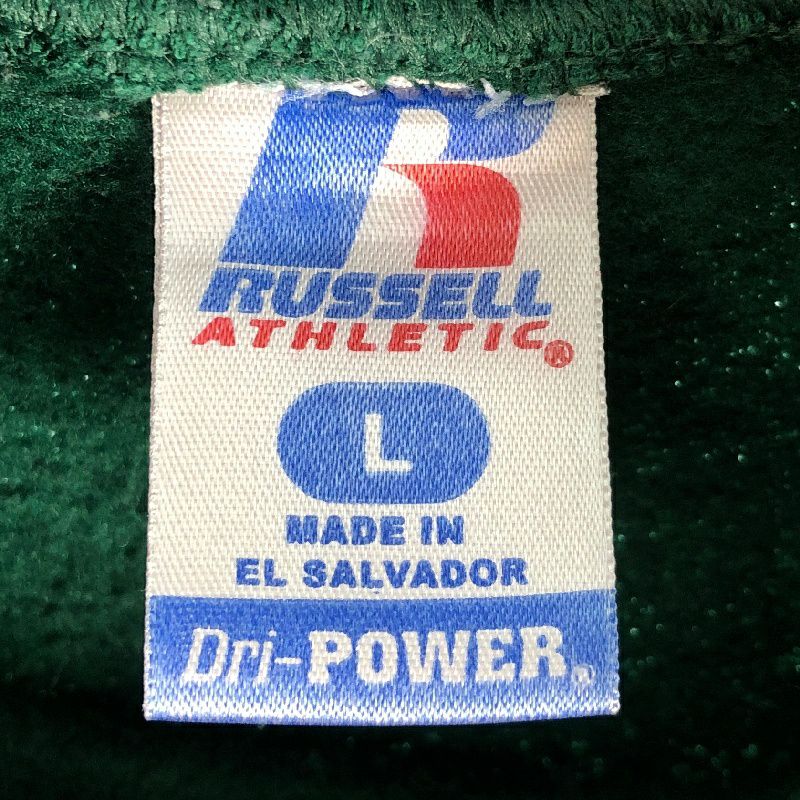 R
RUSSELL
ATHLETIC®
L
MADE IN
EL SALVADOR
Dri-POWER®